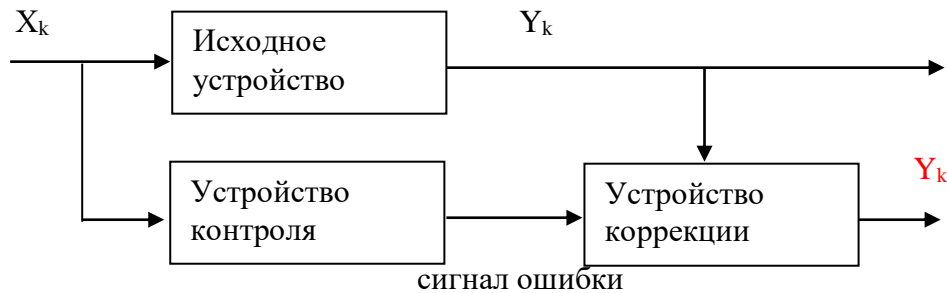 Xk
Yk
Исходное
устройство
Устройство
контроля
Устройство
коррекции
Yk
сигнал ошибки